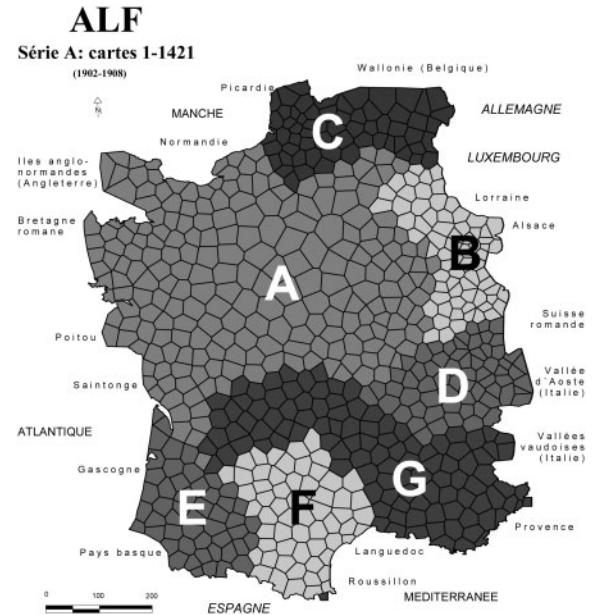 ALF
Série A: cartes 1-1421
(1902-1908)
N
Wallonie (Belgique)
Picardie
MANCHE
ALLEMAGNE
C
Normandie
LUXEMBOURG
Iles anglo-
normandes
(Angleterre)
Lorraine
Bretagne
romane
Alsace
B
A
Suisse
romande
Poitou
D
Vallée
d'Aoste
(Italie)
Saintonge
ATLANTIQUE
Vallées
vaudoises
(Italie)
Gascogne
G
E
F
Provence
Pays basque
Languedoc
Roussillon
MEDITERRANEE
0 100 200
ESPAGNE